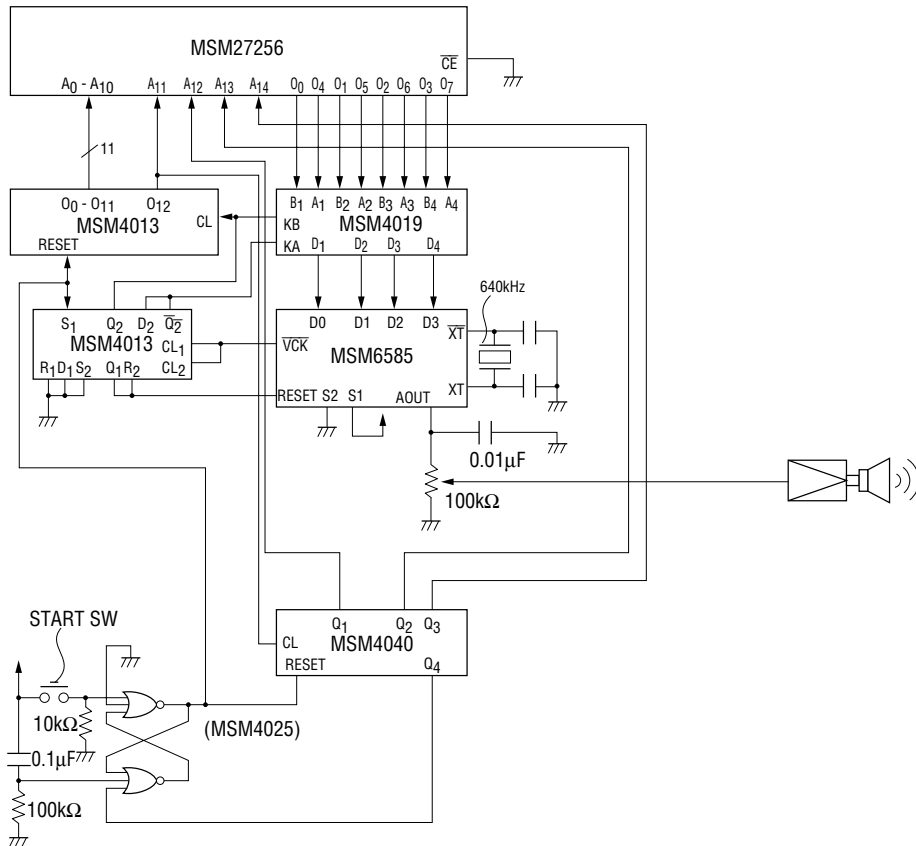 MSM27256
CE
A0 - A10 A11 A12 A13 A14 O0 O4 O1 O5 O2 O6 O3 O7
11
O0 - O11 O12
MSM4013
CL
RESET
B1 A1 B2 A2 B3 A3 B4 A4
MSM4019
KB
KA
D1 D2 D3 D4
640kHz
S1 Q2 D2 Q2
MSM4013
CL1
CL2
R1 D1 S2 Q1 R2
D0 D1 D2 D3
VCK
MSM6585
XT
XT
RESET S2 S1 AOUT
0.01μF
100kΩ
Q1 Q2 Q3
MSM4040
CL
RESET
Q4
START SW
10kΩ
(MSM4025)
0.1μF
100kΩ